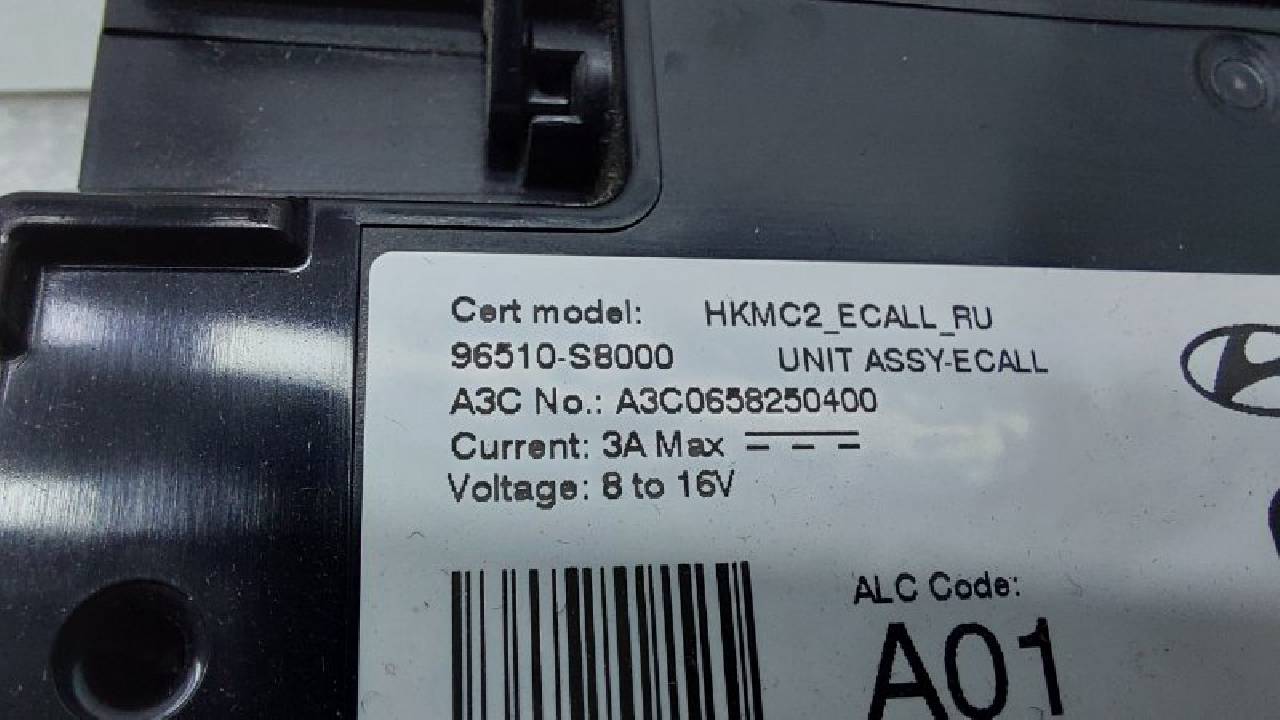 Cert model: HKMC2_ECALL_RU
96510-S8000 UNIT ASSY-ECALL
A3C No.: A3C0658250400
Current: 3A Max
Voltage: 8 to 16V
ALC Code:
A01